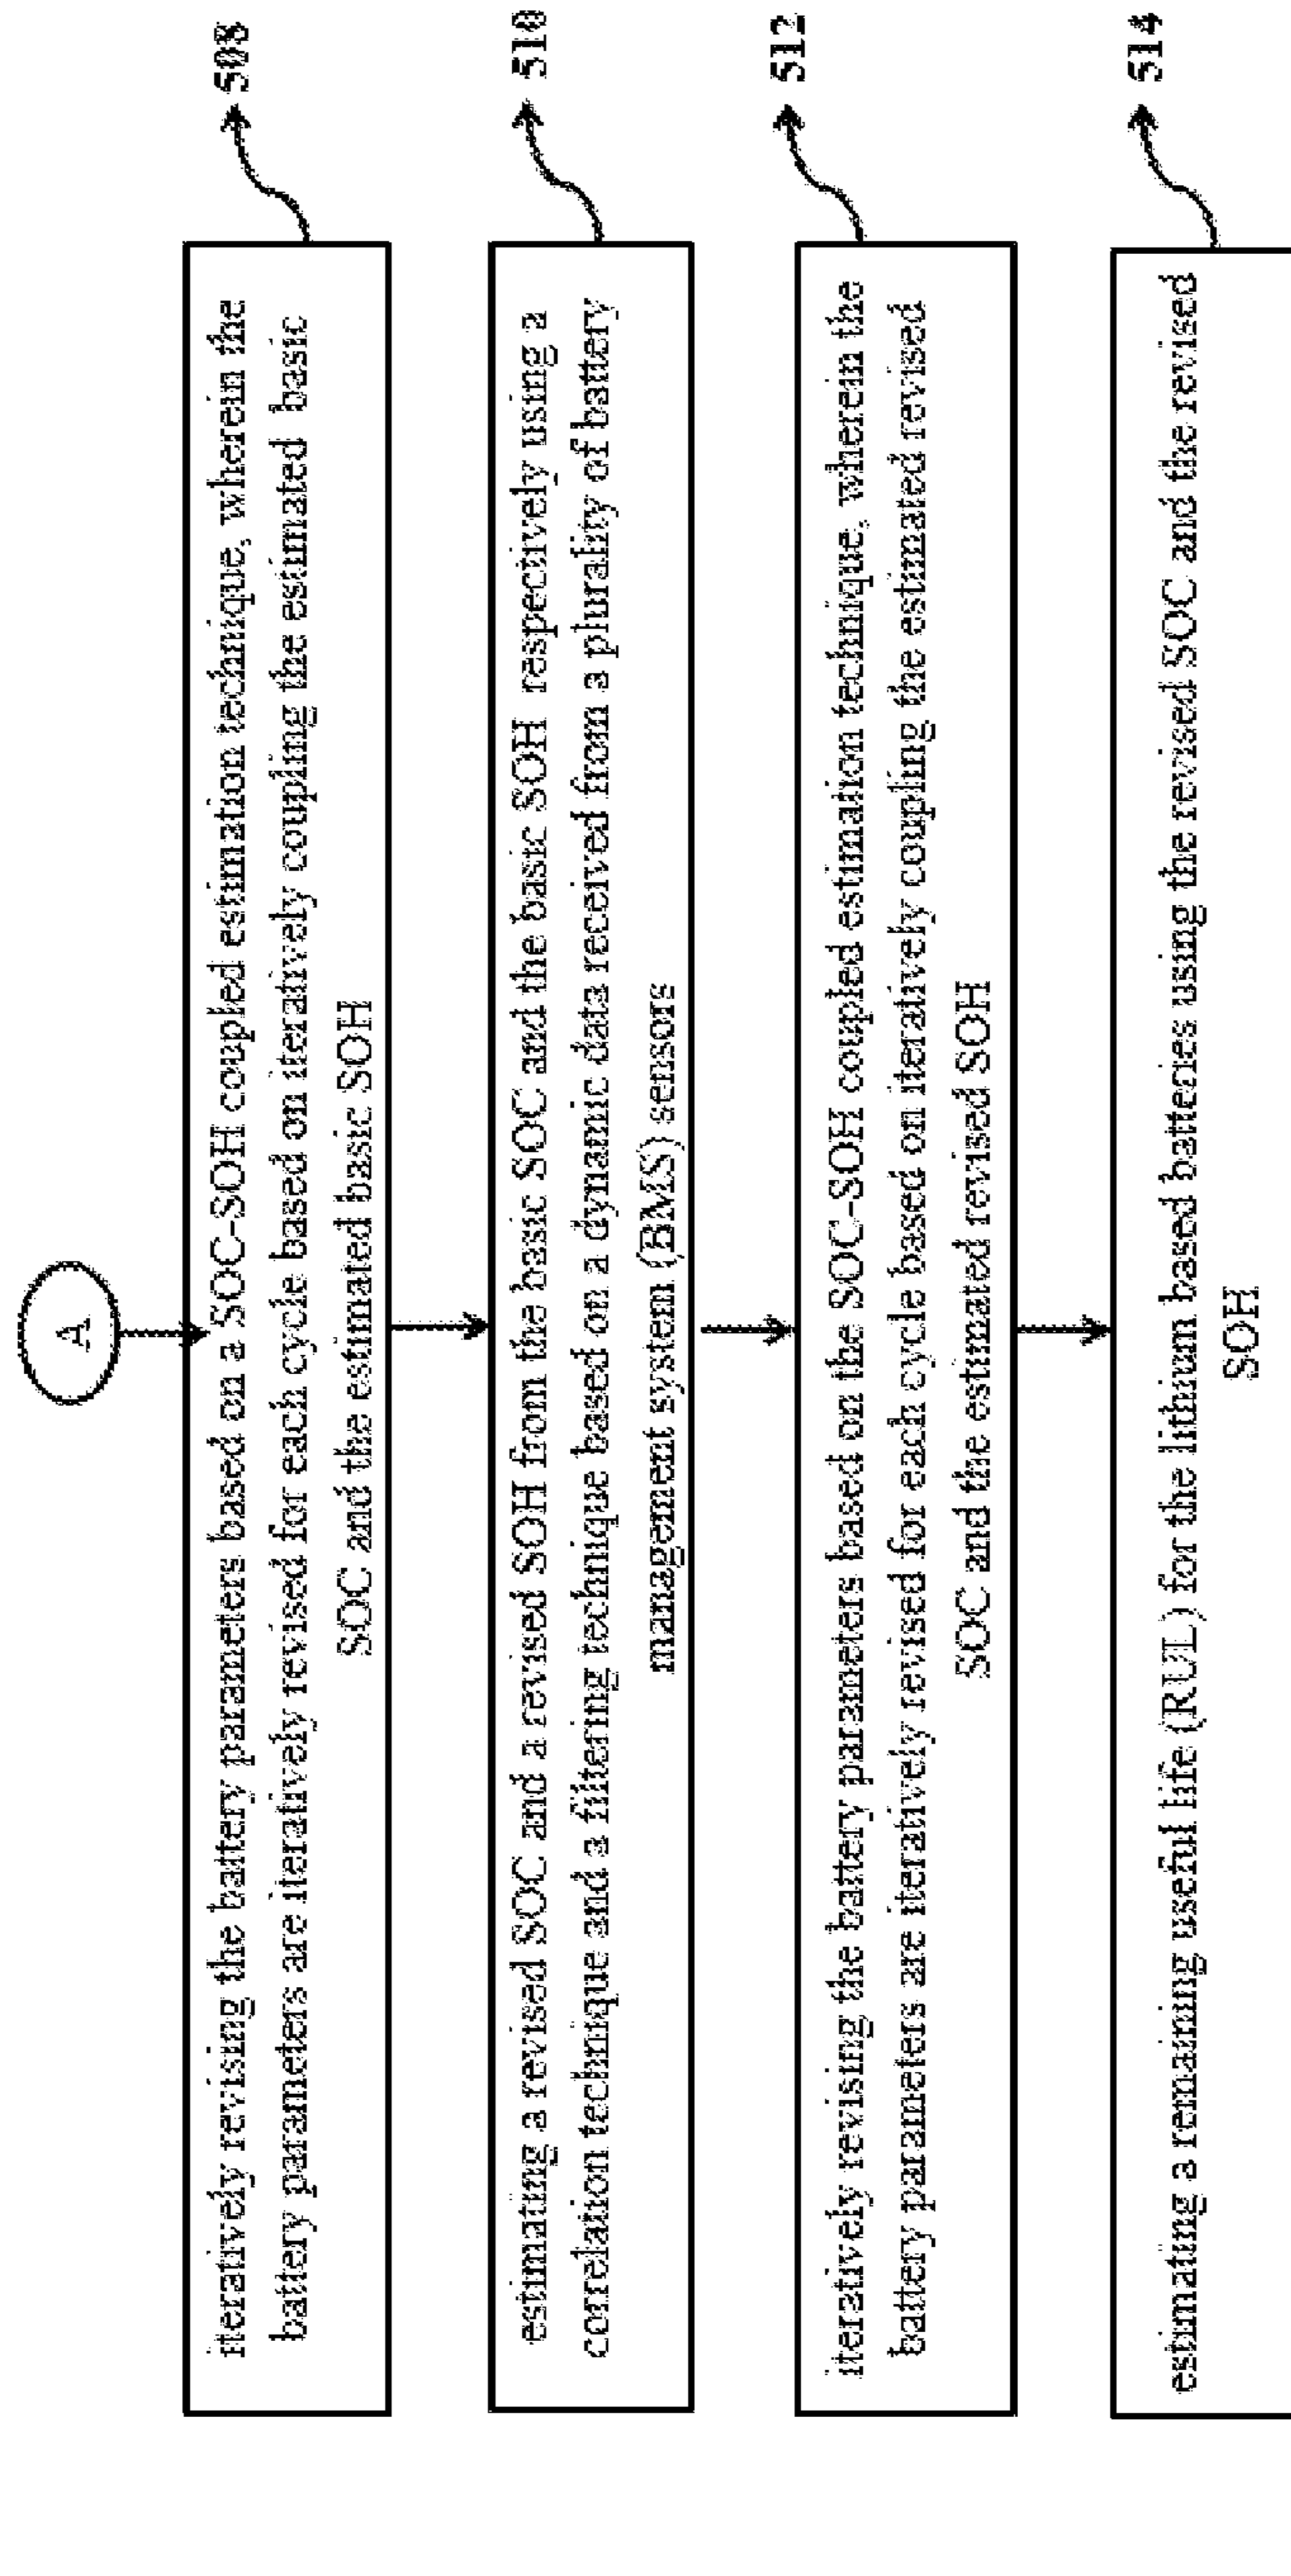 A
iteratively revising the battery parameters based on a SOC-SOH coupled estimation technique, wherein the
battery parameters are iteratively revised for each cycle based on iteratively coupling the estimated basic
SOC and the estimated basic SOH
508
estimating a revised SOC and a revised SOH from the basic SOC and the basic SOH respectively using a
correlation technique and a filtering technique based on a dynamic data received from a plurality of battery
management system (BMS) sensors
510
iteratively revising the battery parameters based on the SOC-SOH coupled estimation technique, wherein the
battery parameters are iteratively revised for each cycle based on iteratively coupling the estimated revised
SOC and the estimated revised SOH
512
estimating a remaining useful life (RUL) for the lithium based batteries using the revised SOC and the revised
SOH
514